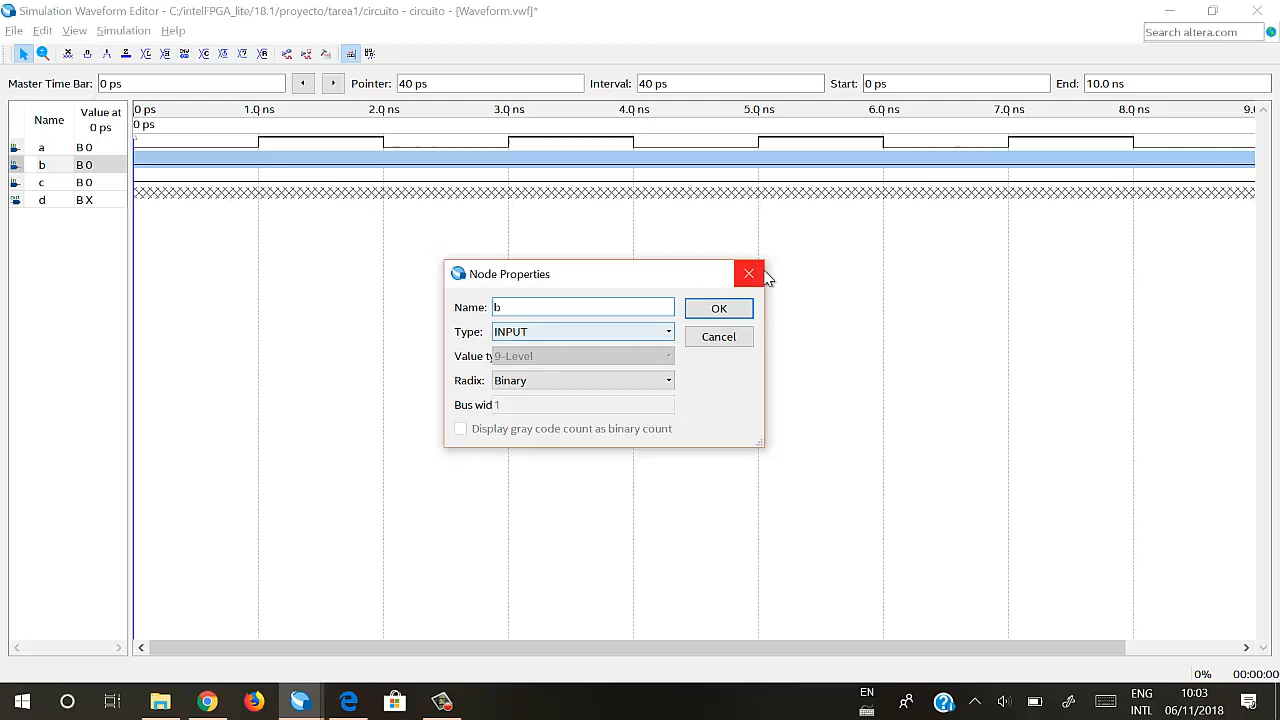 Simulation Waveform Editor - C:/intelFPGA_lite/18.1/proyecto/tarea1/circuito - circuito - [Waveform.vwf]*
File Edit View Simulation Help
Search altera.com
Master Time Bar: 0 ps Pointer: 40 ps Interval: 40 ps Start: 0 ps End: 10.0 ns
Name Value at 0 ps
0 ps 1.0 ns 2.0 ns 3.0 ns 4.0 ns 5.0 ns 6.0 ns 7.0 ns 8.0 ns 9.0
0 ps
a B 0
b B 0
c B 0
d B X
Node Properties
Name: b OK
Type: INPUT Cancel
Value ty 9-Level
Radix: Binary
Bus wid 1
Display gray code count as binary count
0% 00:00:00
EN
ENG 10:03
INTL 06/11/2018